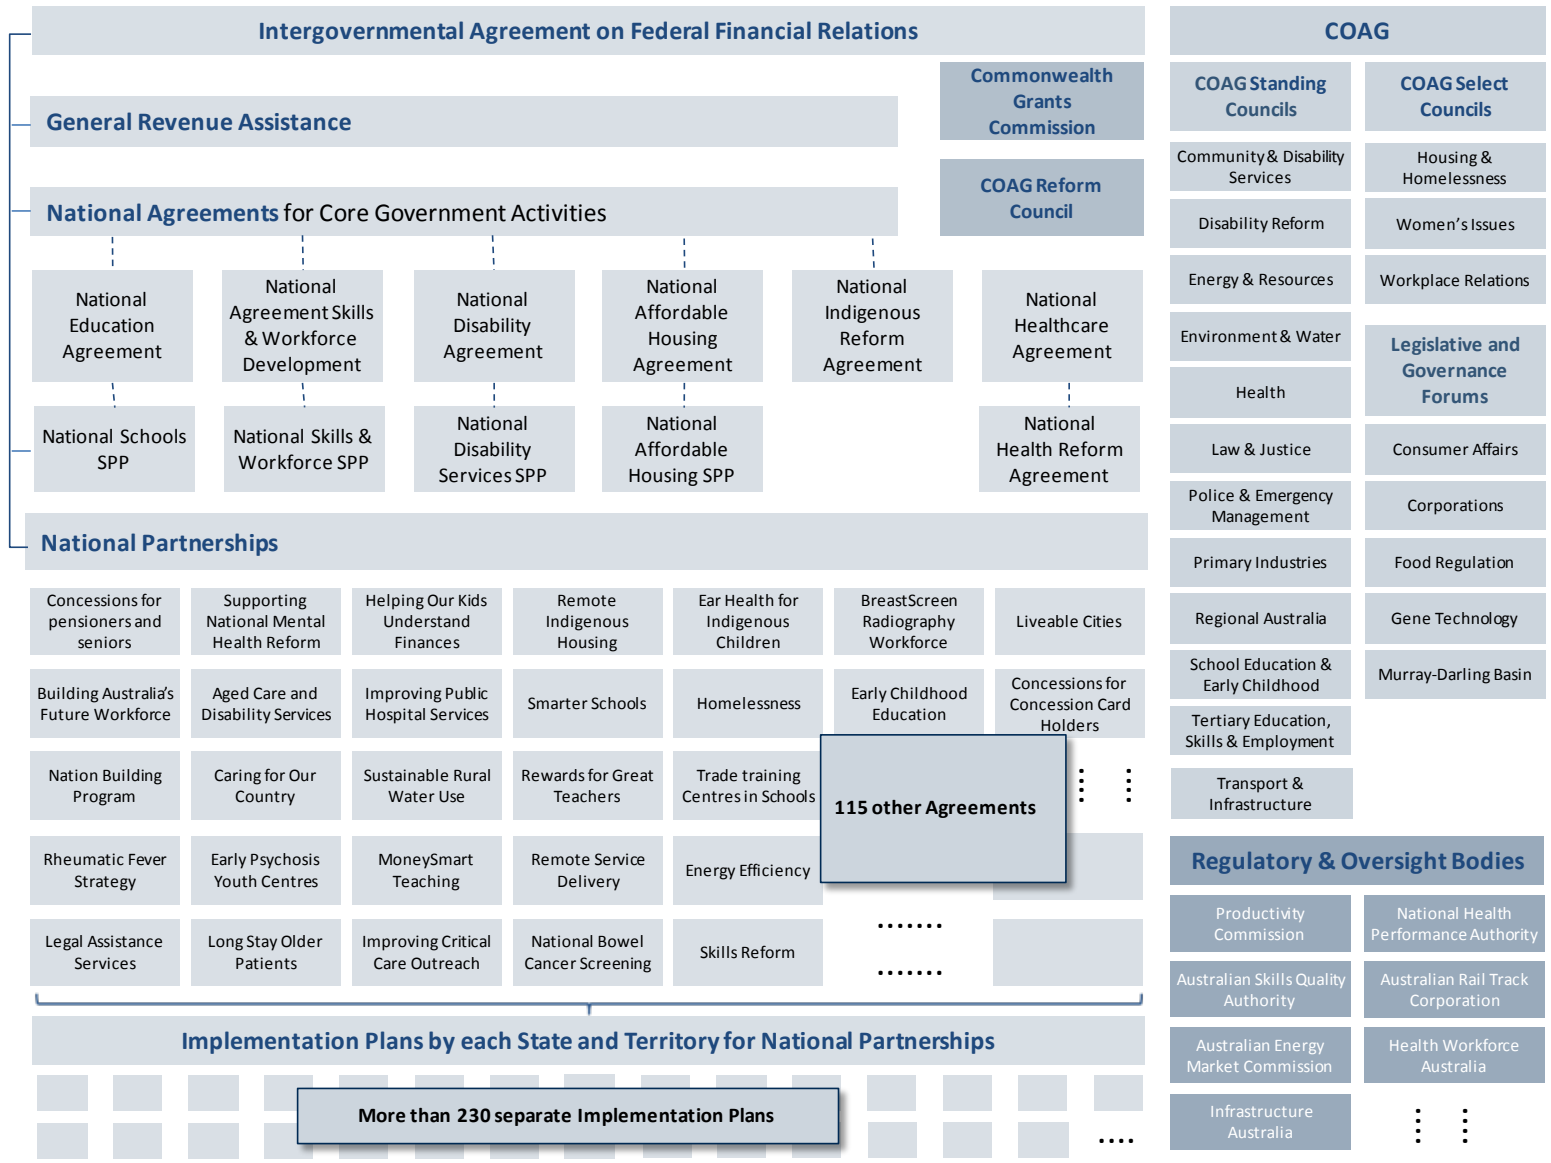 Intergovernmental Agreement on Federal Financial Relations
Commonwealth
Grants
Commission
General Revenue Assistance
COAG Reform
Council
National Agreements for Core Government Activities
National
Education
Agreement
National
Agreement Skills
& Workforce
Development
National
Disability
Agreement
National
Affordable
Housing
Agreement
National
Indigenous
Reform
Agreement
National
Healthcare
Agreement
National Schools
SPP
National Skills &
Workforce SPP
National
Disability
Services SPP
National
Affordable
Housing SPP
National
Health Reform
Agreement
National Partnerships
Concessions for
pensioners and
seniors
Supporting
National Mental
Health Reform
Helping Our Kids
Understand
Finances
Remote
Indigenous
Housing
Ear Health for
Indigenous
Children
BreastScreen
Radiography
Workforce
Liveable Cities
Building Australia's
Future Workforce
Aged Care and
Disability Services
Improving Public
Hospital Services
Smarter Schools
Homelessness
Early Childhood
Education
Concessions for
Concession Card
Holders
Nation Building
Program
Caring for Our
Country
Sustainable Rural
Water Use
Rewards for Great
Teachers
Trade training
Centres in Schools
115 other Agreements
Rheumatic Fever
Strategy
Early Psychosis
Youth Centres
MoneySmart
Teaching
Remote Service
Delivery
Energy Efficiency
Legal Assistance
Services
Long Stay Older
Patients
Improving Critical
Care Outreach
National Bowel
Cancer Screening
Skills Reform
.......
.......
Implementation Plans by each State and Territory for National Partnerships
More than 230 separate Implementation Plans
....
COAG
COAG Standing
Councils
Community & Disability
Services
Disability Reform
Energy & Resources
Environment & Water
Health
Law & Justice
Police & Emergency
Management
Primary Industries
Regional Australia
School Education &
Early Childhood
Tertiary Education,
Skills & Employment
Transport &
Infrastructure
COAG Select
Councils
Housing &
Homelessness
Women's Issues
Workplace Relations
Legislative and
Governance
Forums
Consumer Affairs
Corporations
Food Regulation
Gene Technology
Murray-Darling Basin
Regulatory & Oversight Bodies
Productivity
Commission
National Health
Performance Authority
Australian Skills Quality
Authority
Australian Rail Track
Corporation
Australian Energy
Market Commission
Health Workforce
Australia
Infrastructure
Australia